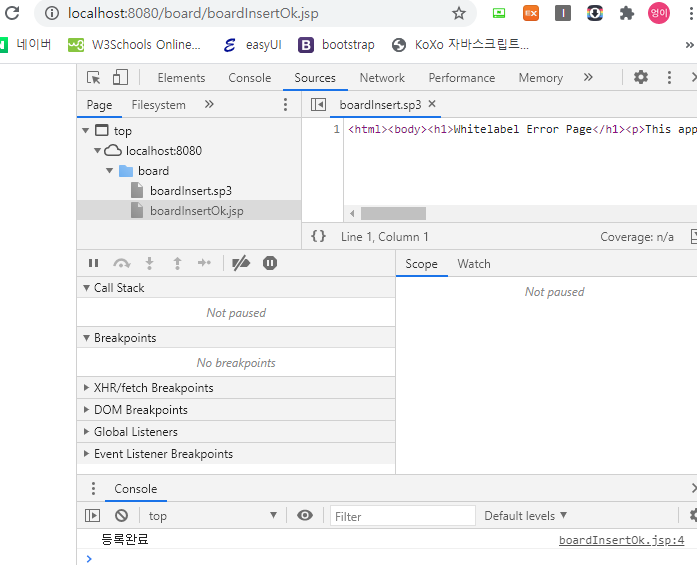 localhost:8080/board/boardInsertOk.jsp
엉이
네이버 W3Schools Online... easyUI bootstrap KoXo 자바스크립트... »
Elements Console Sources Network Performance Memory »
Page Filesystem » boardInsert.sp3 ×
top
localhost:8080
board
boardInsert.sp3
boardInsertOk.jsp
1 <html><body><h1>Whitelabel Error Page</h1><p>This app
{} Line 1, Column 1 Coverage: n/a
Call Stack
Not paused
Breakpoints
No breakpoints
XHR/fetch Breakpoints
DOM Breakpoints
Global Listeners
Event Listener Breakpoints
Scope Watch
Not paused
Console
top Filter Default levels ▼
등록완료 boardInsertOk.jsp:4
>